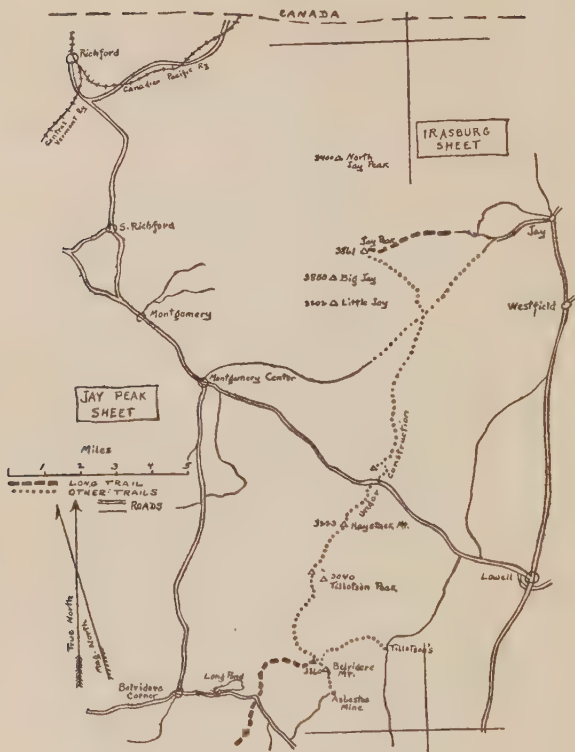 CANADA
Richford
Canadian Pacific Ry
Central
Vermont Ry
IRASBURG
SHEET
3400 North
Jay Peak
S. Richford
Jay Peak
3861
Jay
3800 Big Jay
3202 Little Jay
Westfield
Montgomery
Montgomery Center
JAY PEAK
SHEET
Miles
1 2 3 4 5
LONG TRAIL
OTHER TRAILS
ROADS
Under Construction
3223 Haystack Mt.
3040
Tillotson Peak
Lowell
True North
Mag. North
Tillotson's
3360 Belvidere
Mt.
Long Pond
Belvidere
Corner
Asbestos
Mine